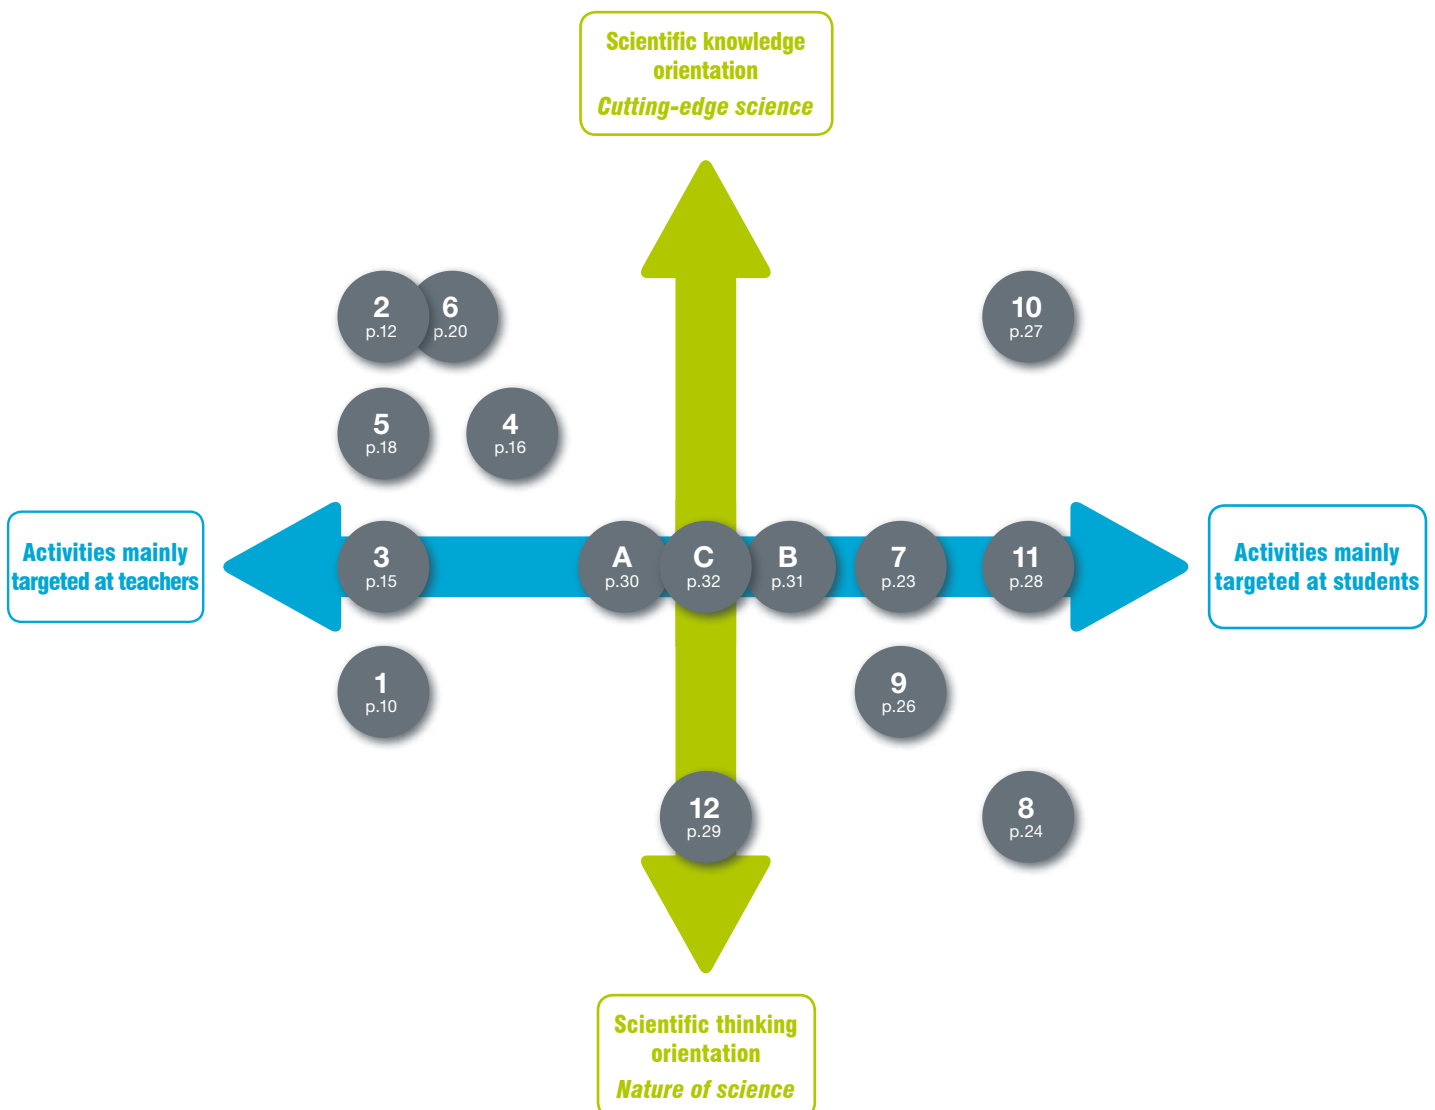 Scientific knowledge
orientation
Cutting-edge science
2
p.12
6
p.20
10
p.27
5
p.18
4
p.16
Activities mainly
targeted at teachers
3
p.15
A
p.30
C
p.32
B
p.31
7
p.23
11
p.28
Activities mainly
targeted at students
1
p.10
9
p.26
12
p.29
8
p.24
Scientific thinking
orientation
Nature of science